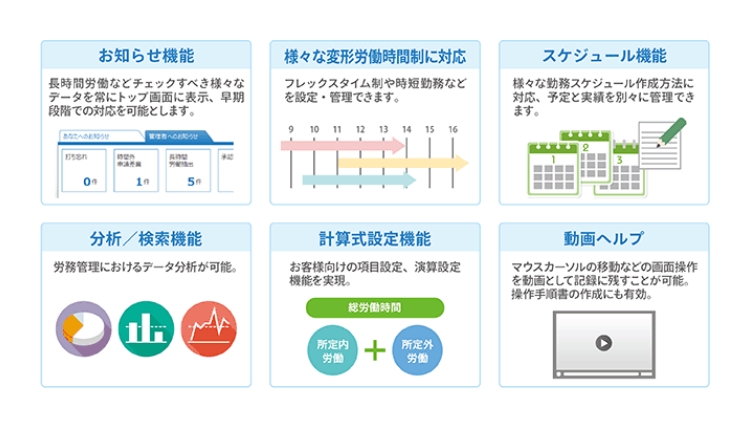 お知らせ機能
長時間労働などチェックすべき様々な
データを常にトップ画面に表示、早期
段階での対応を可能とします。
あなたへのお知らせ
管理者へのお知らせ
打ち忘れ
0件
時間外
申請差異
1件
長時間
労働抽出
5件
承認
様々な変形労働時間制に対応
フレックスタイム制や時短勤務など
を設定・管理できます。
9 10 11 12 13 14 15 16
スケジュール機能
様々な勤務スケジュール作成方法に
対応、予定と実績を別々に管理でき
ます。
1
2
3
分析／検索機能
労務管理におけるデータ分析が可能。
計算式設定機能
お客様向けの項目設定、演算設定
機能を実現。
総労働時間
所定内
労働
+
所定外
労働
動画ヘルプ
マウスカーソルの移動などの画面操作
を動画として記録に残すことが可能。
操作手順書の作成にも有効。